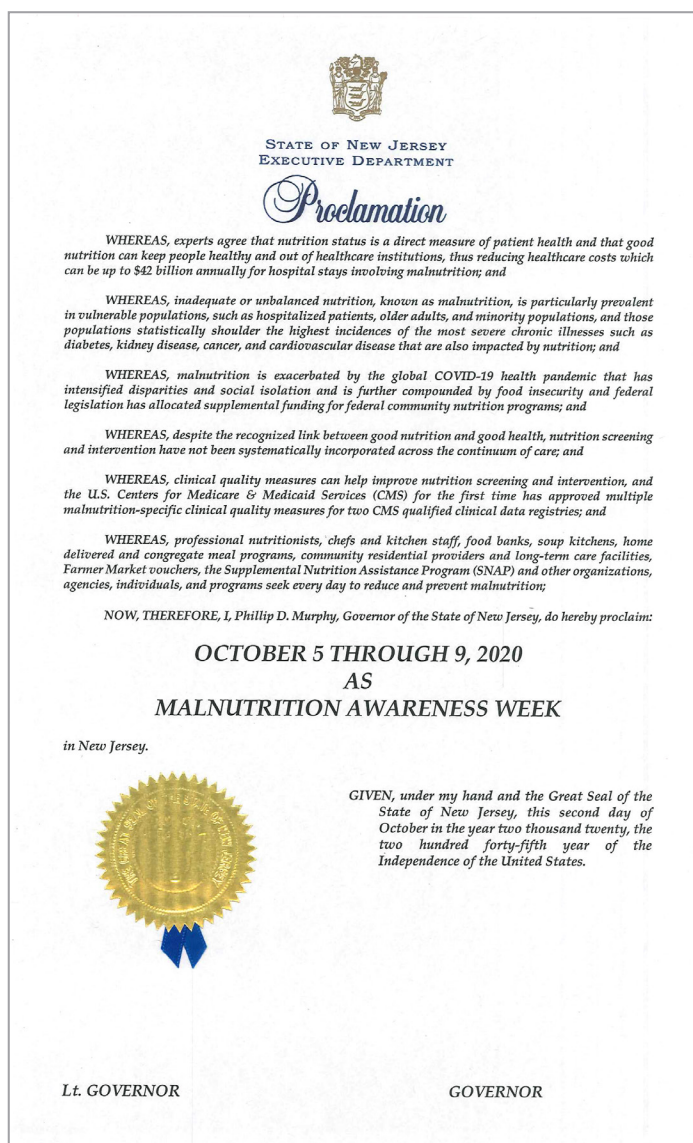 STATE OF NEW JERSEY
EXECUTIVE DEPARTMENT
Proclamation
WHEREAS, experts agree that nutrition status is a direct measure of patient health and that good
nutrition can keep people healthy and out of healthcare institutions, thus reducing healthcare costs which
can be up to $42 billion annually for hospital stays involving malnutrition; and
WHEREAS, inadequate or unbalanced nutrition, known as malnutrition, is particularly prevalent
in vulnerable populations, such as hospitalized patients, older adults, and minority populations, and those
populations statistically shoulder the highest incidences of the most severe chronic illnesses such as
diabetes, kidney disease, cancer, and cardiovascular disease that are also impacted by nutrition; and
WHEREAS, malnutrition is exacerbated by the global COVID-19 health pandemic that has
intensified disparities and social isolation and is further compounded by food insecurity and federal
legislation has allocated supplemental funding for federal community nutrition programs; and
WHEREAS, despite the recognized link between good nutrition and good health, nutrition screening
and intervention have not been systematically incorporated across the continuum of care; and
WHEREAS, clinical quality measures can help improve nutrition screening and intervention, and
the U.S. Centers for Medicare & Medicaid Services (CMS) for the first time has approved multiple
malnutrition-specific clinical quality measures for two CMS qualified clinical data registries; and
WHEREAS, professional nutritionists, chefs and kitchen staff, food banks, soup kitchens, home
delivered and congregate meal programs, community residential providers and long-term care facilities,
Farmer Market vouchers, the Supplemental Nutrition Assistance Program (SNAP) and other organizations,
agencies, individuals, and programs seek every day to reduce and prevent malnutrition;
NOW, THEREFORE, I, Phillip D. Murphy, Governor of the State of New Jersey, do hereby proclaim:
OCTOBER 5 THROUGH 9, 2020
AS
MALNUTRITION AWARENESS WEEK
in New Jersey.
GIVEN, under my hand and the Great Seal of the
State of New Jersey, this second day of
October in the year two thousand twenty, the
two hundred forty-fifth year of the
Independence of the United States.
THE GREAT SEAL OF THE STATE OF NEW JERSEY
Lt. GOVERNOR
GOVERNOR